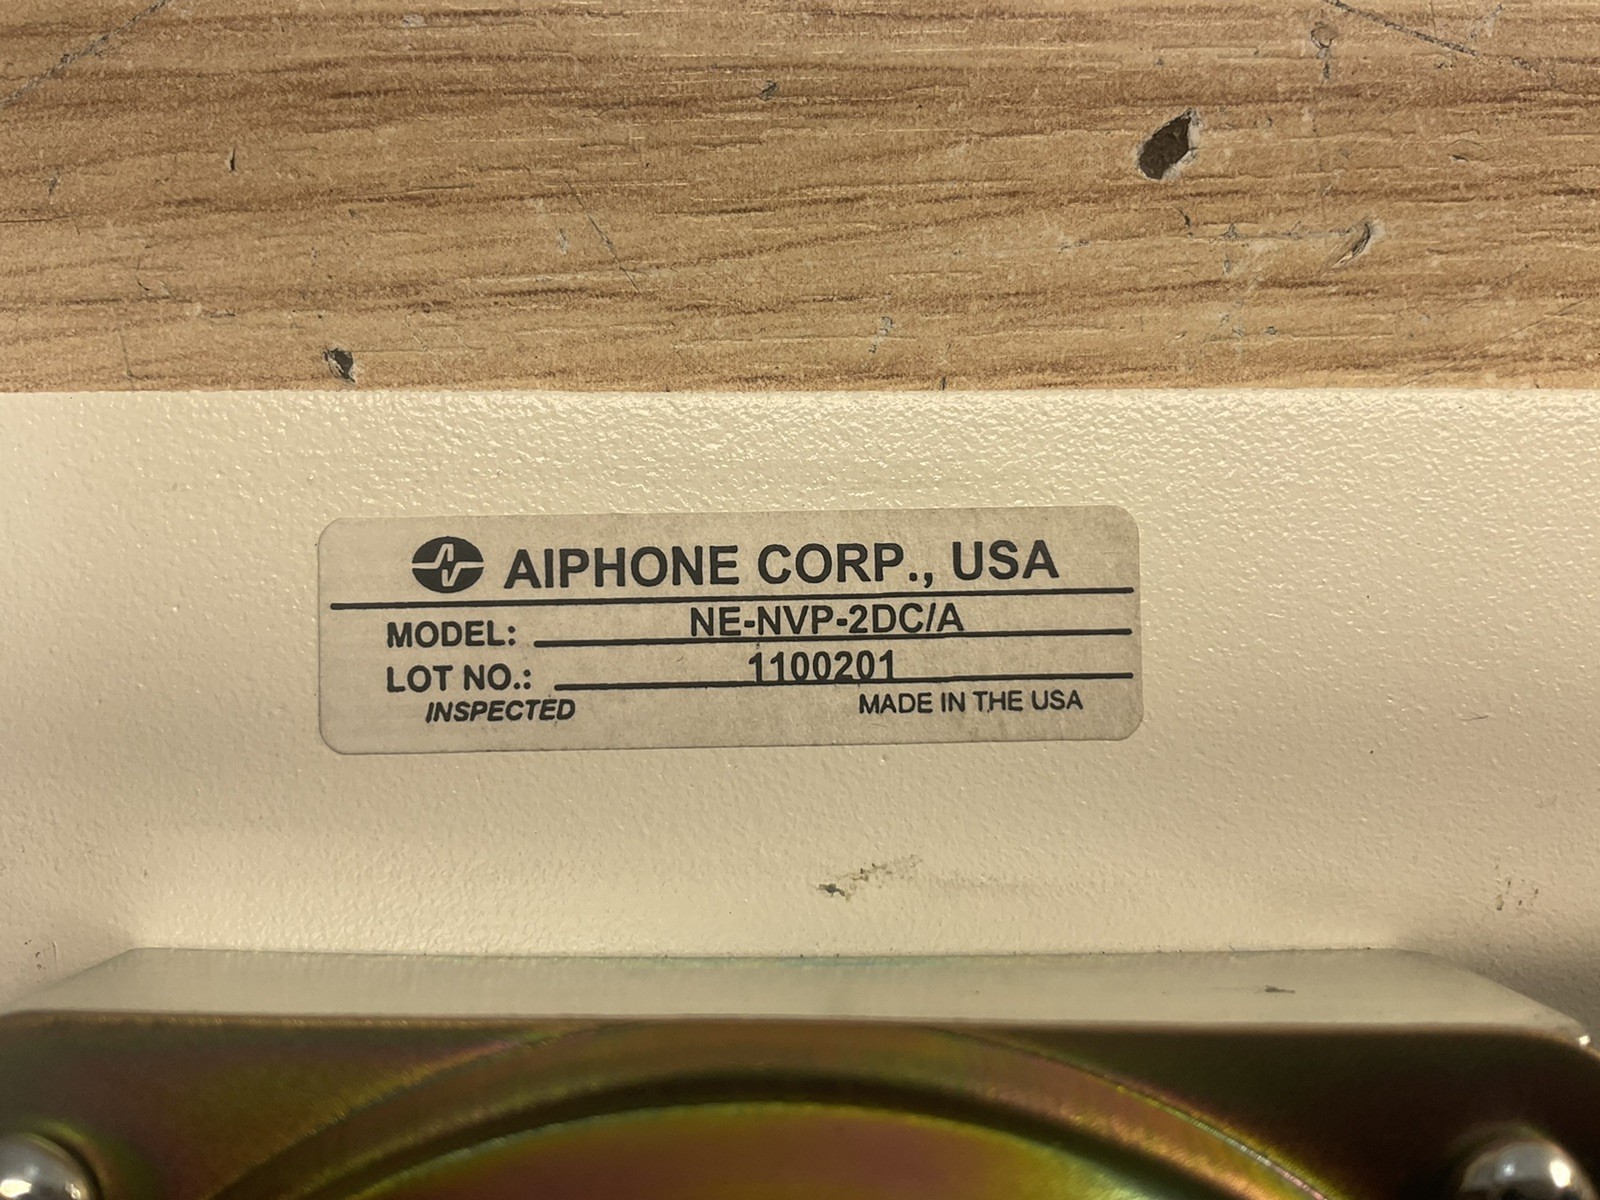 AIPHONE CORP., USA
MODEL: NE-NVP-2DC/A
LOT NO.: 1100201
INSPECTED MADE IN THE USA